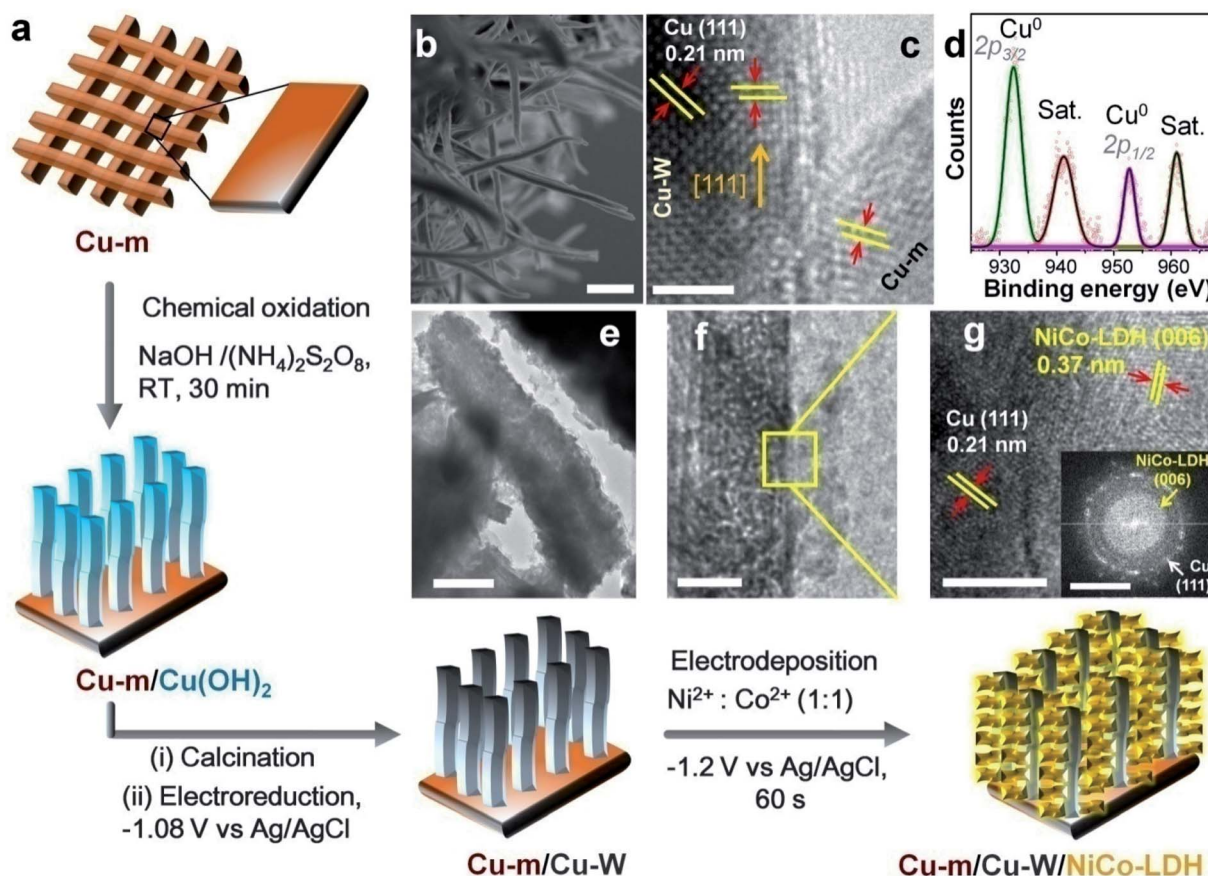 a
Cu-m
Chemical oxidation
NaOH /(NH₄)₂S₂O₈,
RT, 30 min
Cu-m/Cu(OH)₂
(i) Calcination
(ii) Electroreduction,
-1.08 V vs Ag/AgCl
Cu-m/Cu-W
Electrodeposition
Ni²⁺ : Co²⁺ (1:1)
-1.2 V vs Ag/AgCl,
60 s
Cu-m/Cu-W/NiCo-LDH
b
c
Cu (111)
0.21 nm
Cu-W
[111]
Cu-m
d
Cu⁰
2p₃/₂
Sat.
Cu⁰
2p₁/₂
Sat.
Counts
930 940 950 960
Binding energy (eV)
e
f
g
NiCo-LDH (006)
0.37 nm
Cu (111)
0.21 nm
NiCo-LDH
(006)
Cu
(111)